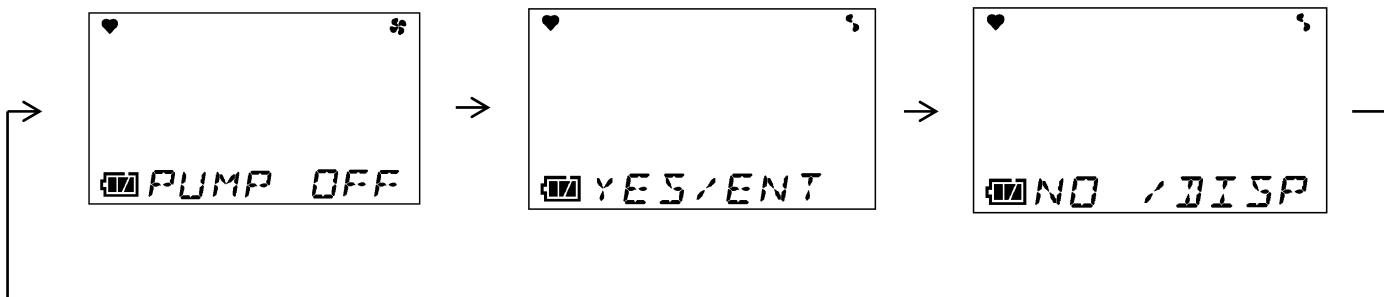 PUMP OFF
YES/ENT
NO /DISP